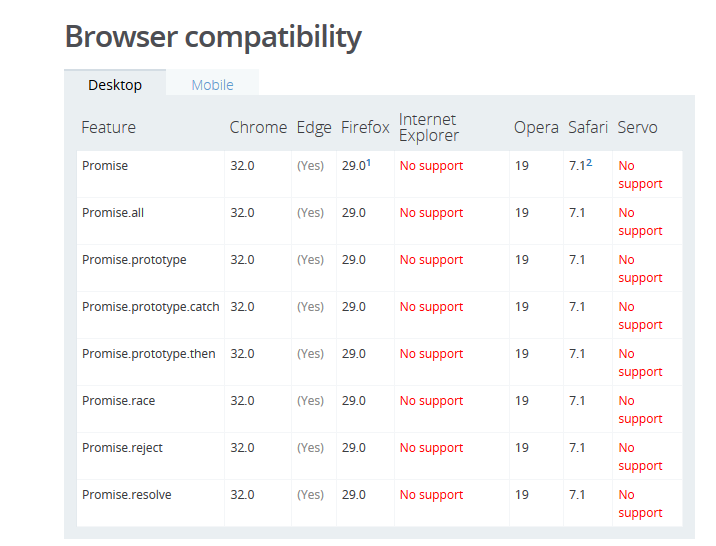 Browser compatibility
Desktop Mobile
Feature Chrome Edge Firefox Internet Explorer Opera Safari Servo
Promise 32.0 (Yes) 29.01 No support 19 7.12 No support
Promise.all 32.0 (Yes) 29.0 No support 19 7.1 No support
Promise.prototype 32.0 (Yes) 29.0 No support 19 7.1 No support
Promise.prototype.catch 32.0 (Yes) 29.0 No support 19 7.1 No support
Promise.prototype.then 32.0 (Yes) 29.0 No support 19 7.1 No support
Promise.race 32.0 (Yes) 29.0 No support 19 7.1 No support
Promise.reject 32.0 (Yes) 29.0 No support 19 7.1 No support
Promise.resolve 32.0 (Yes) 29.0 No support 19 7.1 No support